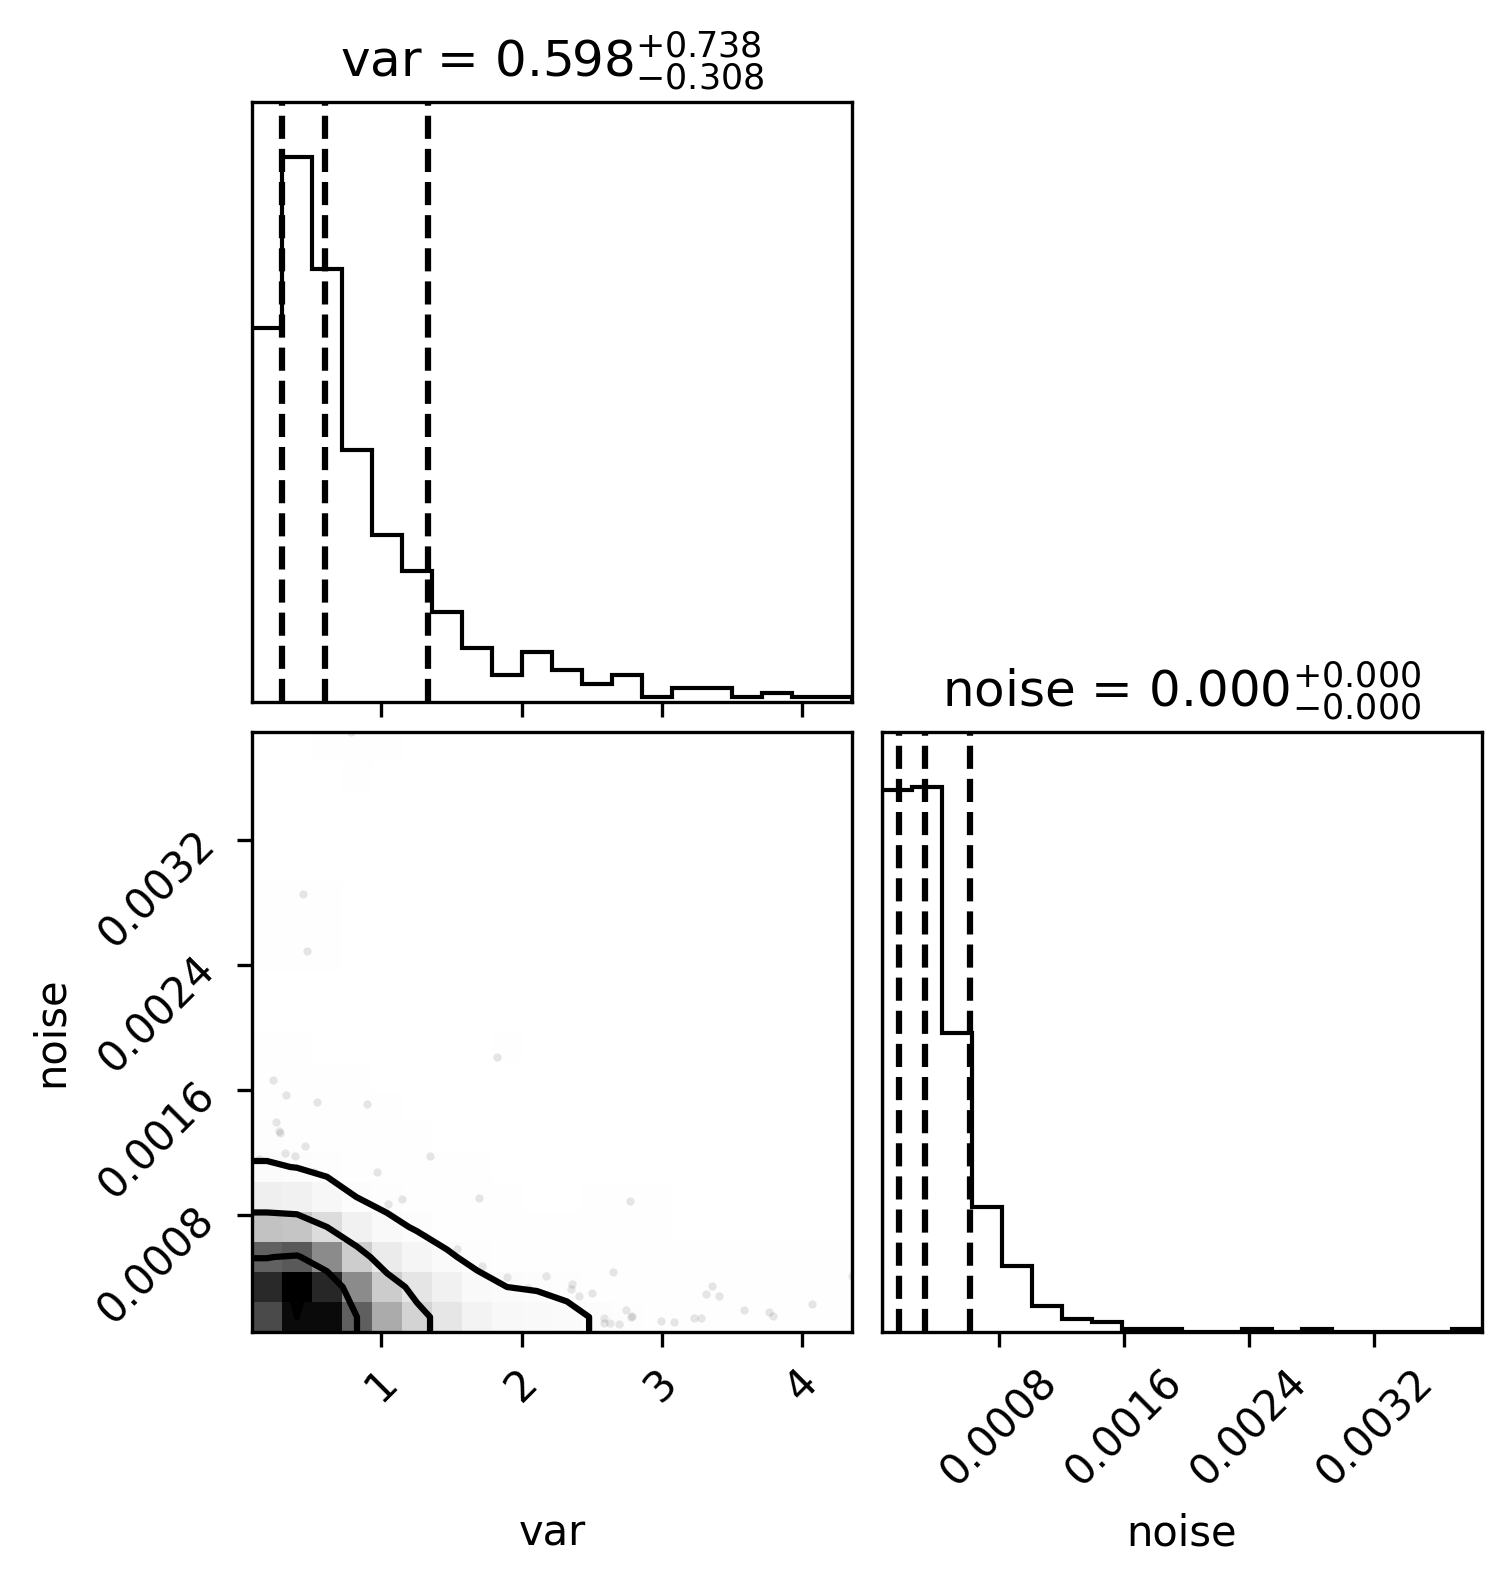 var = 0.598+0.738 −0.308
noise = 0.000+0.000 −0.000
noise
0.0032
0.0024
0.0016
0.0008
1 2 3 4
0.0008 0.0016 0.0024 0.0032
var
noise